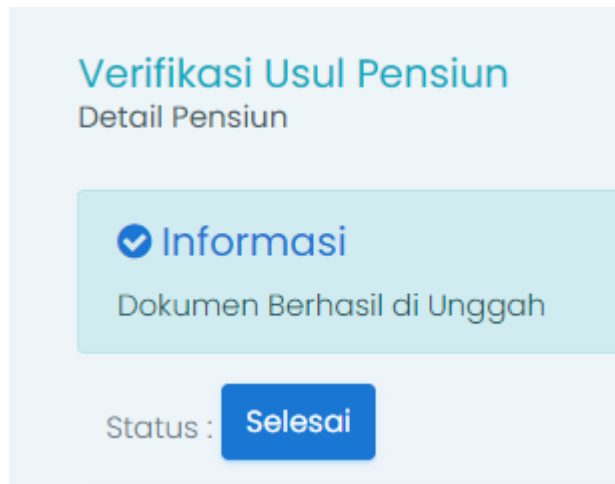 Verifikasi Usul Pensiun
Detail Pensiun
Informasi
Dokumen Berhasil di Unggah
Status : Selesai